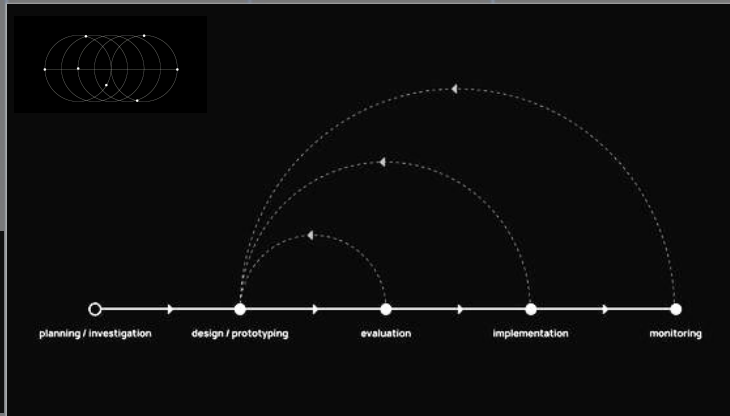 planning / investigation
design / prototyping
evaluation
implementation
monitoring